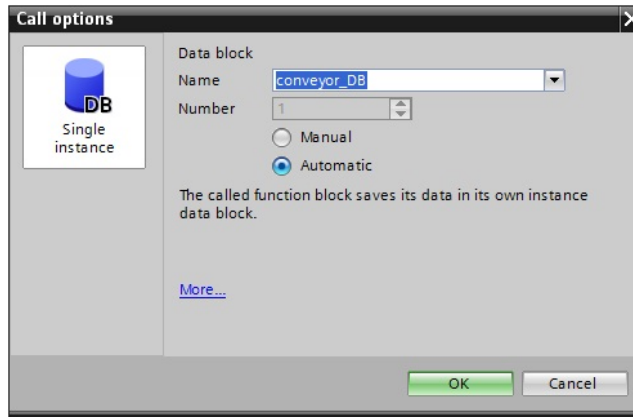 Call options
DB
Single
instance
Data block
Name
conveyor_DB
Number
1
Manual
Automatic
The called function block saves its data in its own instance
data block.
More...
OK
Cancel